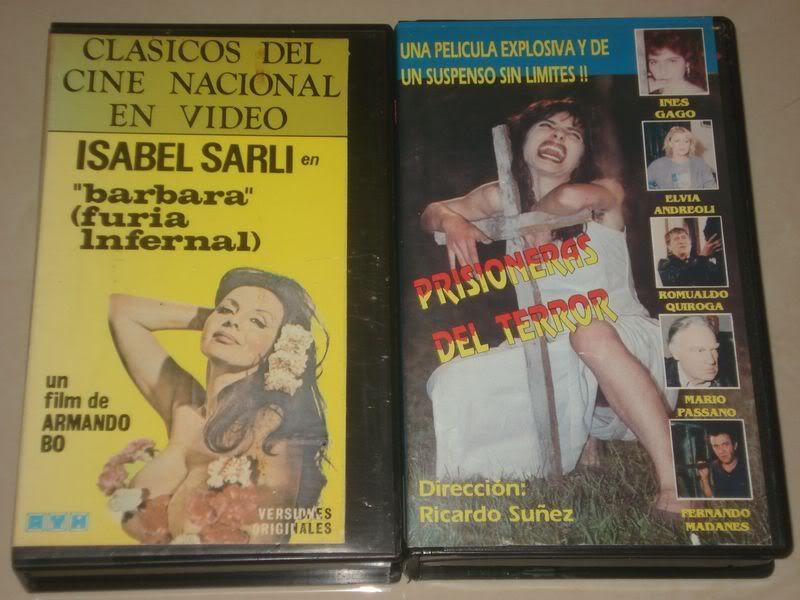 CLASICOS DEL
CINE NACIONAL
EN VIDEO
ISABEL SARLI en
"barbara"
(furia
Infernal)
un
film de
ARMANDO
BO
AYH
VERSIONES
ORIGINALES
UNA PELICULA EXPLOSIVA Y DE
UN SUSPENSO SIN LIMITES !!
INES
GAGO
ELVIA
ANDREOLI
ROMUALDO
QUIROGA
MARIO
PASSANO
FERNANDO
MADANES
PRISIONERAS
DEL TERROR
Dirección:
Ricardo Suñez